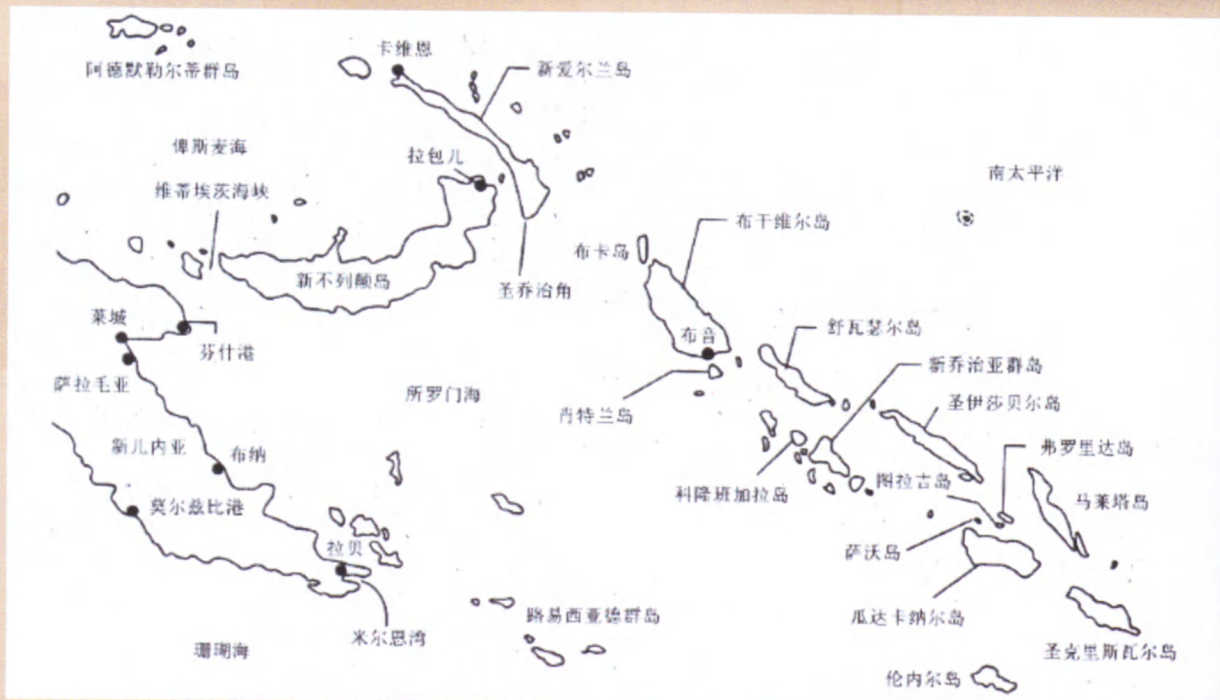 卡维恩
阿德默勒尔蒂群岛
新爱尔兰岛
俾斯麦海
拉包儿
南太平洋
维蒂埃茨海峡
布干维尔岛
布卡岛
新不列颠岛
圣乔治角
莱城
舒瓦瑟尔岛
布音
芬什港
新乔治亚群岛
萨拉毛亚
所罗门海
圣伊莎贝尔岛
肖特兰岛
新儿内亚
布纳
弗罗里达岛
图拉吉岛
科隆班加拉岛
马莱塔岛
莫尔兹比港
拉贝
萨沃岛
路易西亚德群岛
瓜达卡纳尔岛
米尔恩湾
珊瑚海
圣克里斯瓦尔岛
伦内尔岛